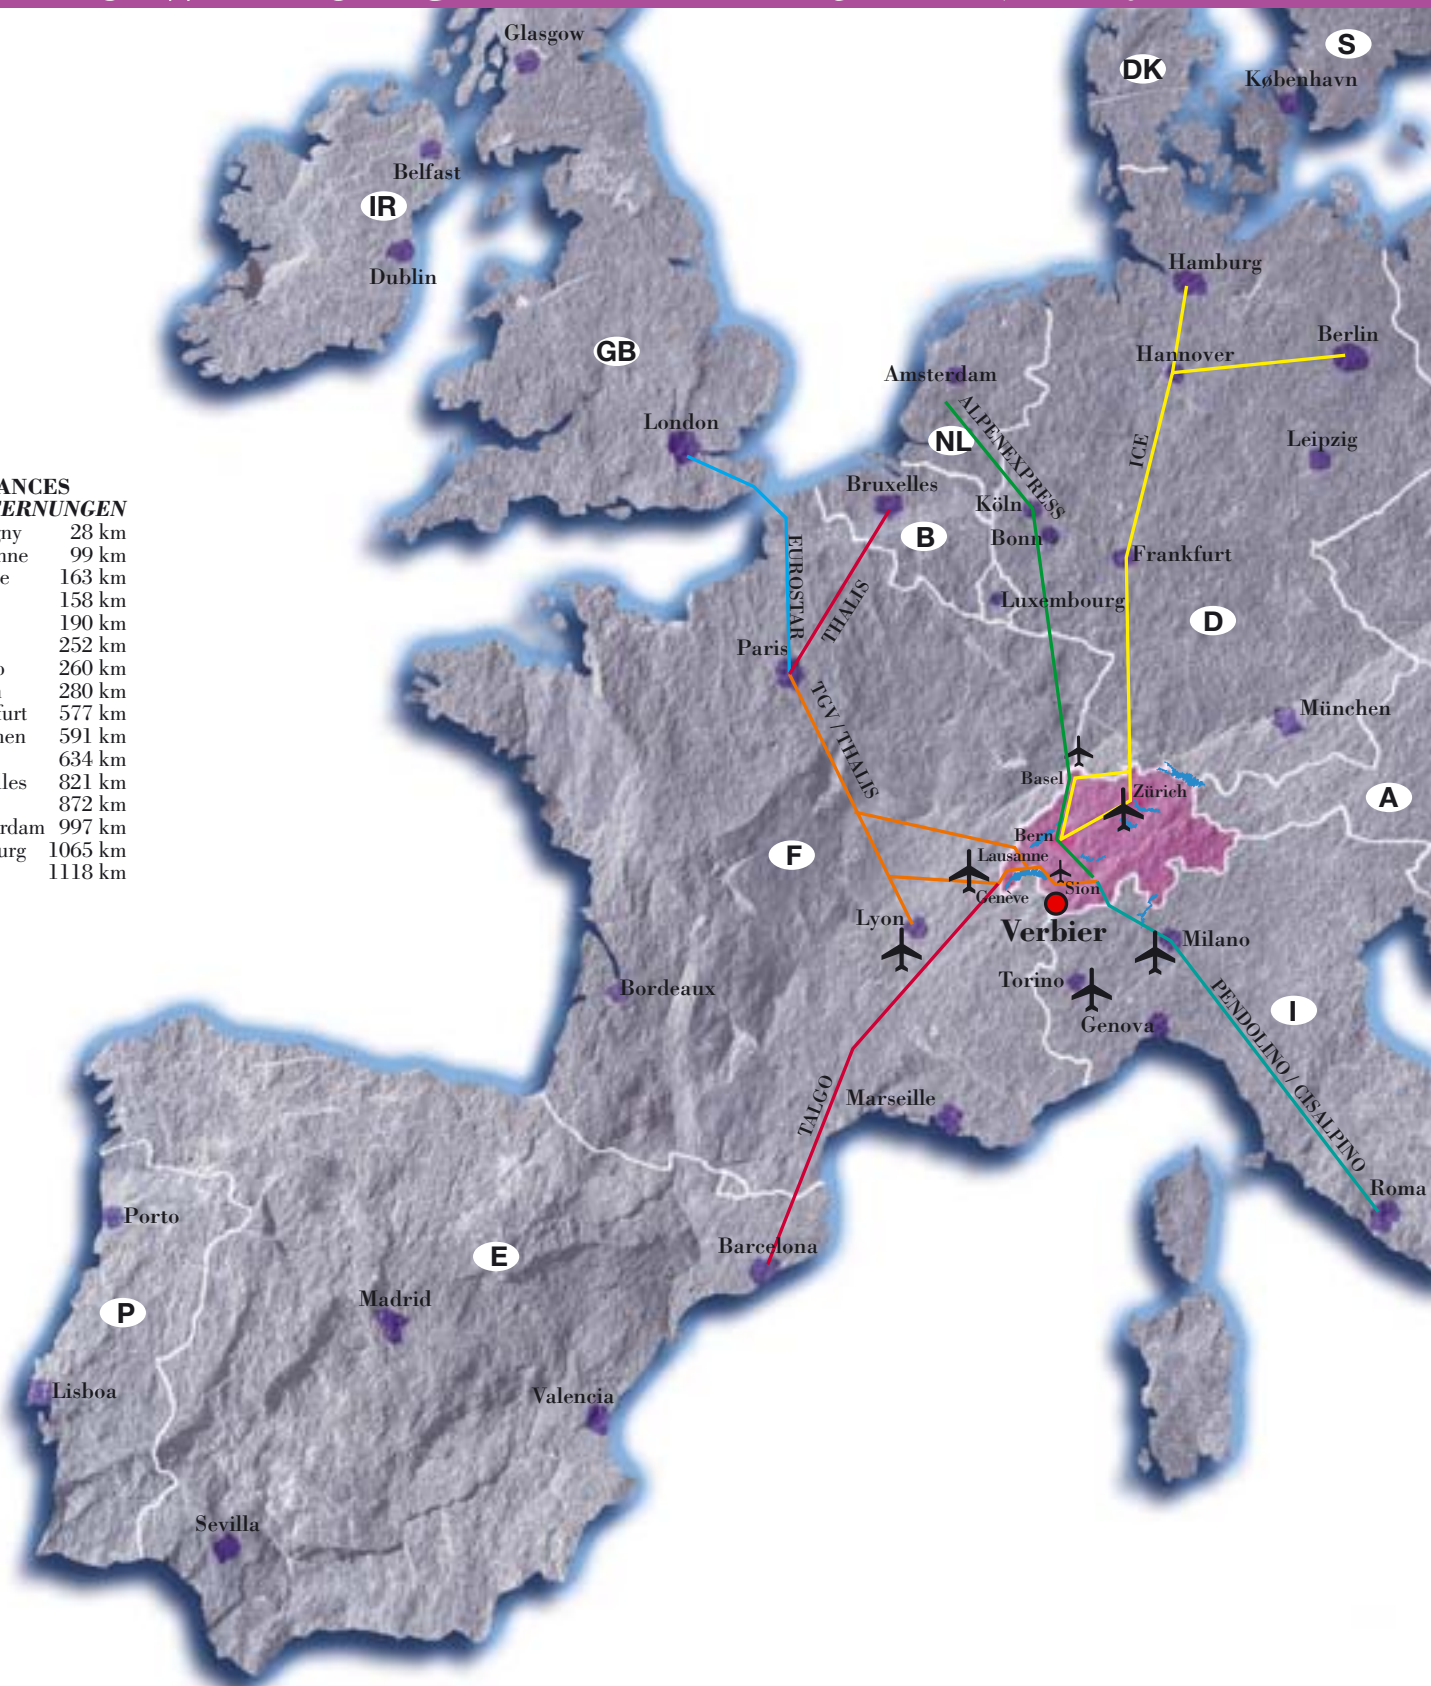 Glasgow
S
DK
København
Belfast
IR
Dublin
Hamburg
Berlin
GB
Hannover
Amsterdam
ALPENEXPRESS
London
NL
ICE
Leipzig
ANCES
ERNUNGEN
Bruxelles
Köln
gny 28 km
B
Bonn
nne 99 km
EUROSTAR
Frankfurt
e 163 km
158 km
THALIS
Luxembourg
190 km
D
252 km
Paris
260 km
280 km
TGV / THALIS
furt 577 km
München
hen 591 km
634 km
Basel
lles 821 km
Zürich
A
872 km
rdam 997 km
Bern
urg 1065 km
F
Lausanne
1118 km
Sion
Genève
Lyon
Verbier
Milano
Torino
Bordeaux
PENDOLINO / CISALPINO
I
Genova
TALGO
Marseille
Roma
Porto
Barcelona
E
Madrid
P
Lisboa
Valencia
Sevilla